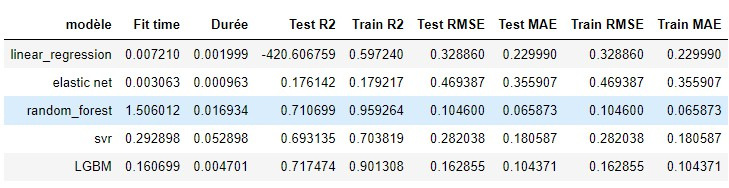 modèle Fit time Durée Test R2 Train R2 Test RMSE Test MAE Train RMSE Train MAE
linear_regression 0.007210 0.001999 -420.606759 0.597240 0.328860 0.229990 0.328860 0.229990
elastic net 0.003063 0.000963 0.176142 0.179217 0.469387 0.355907 0.469387 0.355907
random_forest 1.506012 0.016934 0.710699 0.959264 0.104600 0.065873 0.104600 0.065873
svr 0.292898 0.052898 0.693135 0.703819 0.282038 0.180587 0.282038 0.180587
LGBM 0.160699 0.004701 0.717474 0.901308 0.162855 0.104371 0.162855 0.104371